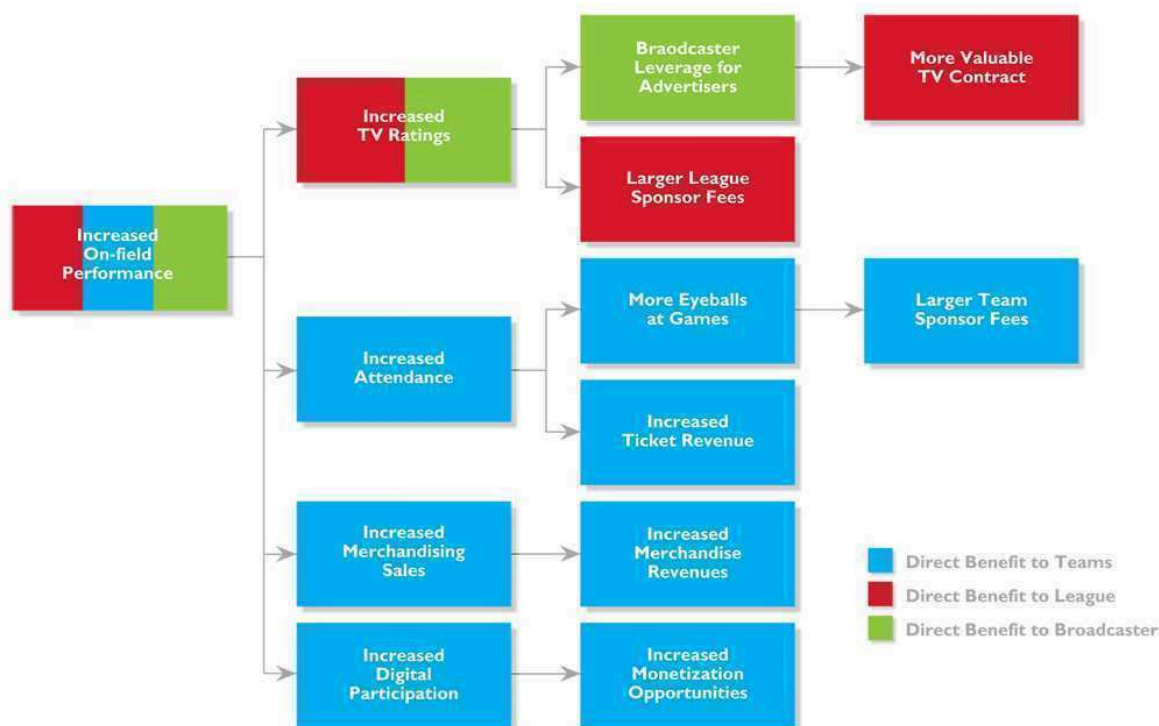 Braodcaster
Leverage for
Advertisers
More Valuable
TV Contract
Increased
TV Ratings
Larger League
Sponsor Fees
Increased
On-field
Performance
More Eyeballs
at Games
Larger Team
Sponsor Fees
Increased
Attendance
Increased
Ticket Revenue
Increased
Merchandising
Sales
Increased
Merchandise
Revenues
Increased
Digital
Participation
Increased
Monetization
Opportunities
Direct Benefit to Teams
Direct Benefit to League
Direct Benefit to Broadcaster